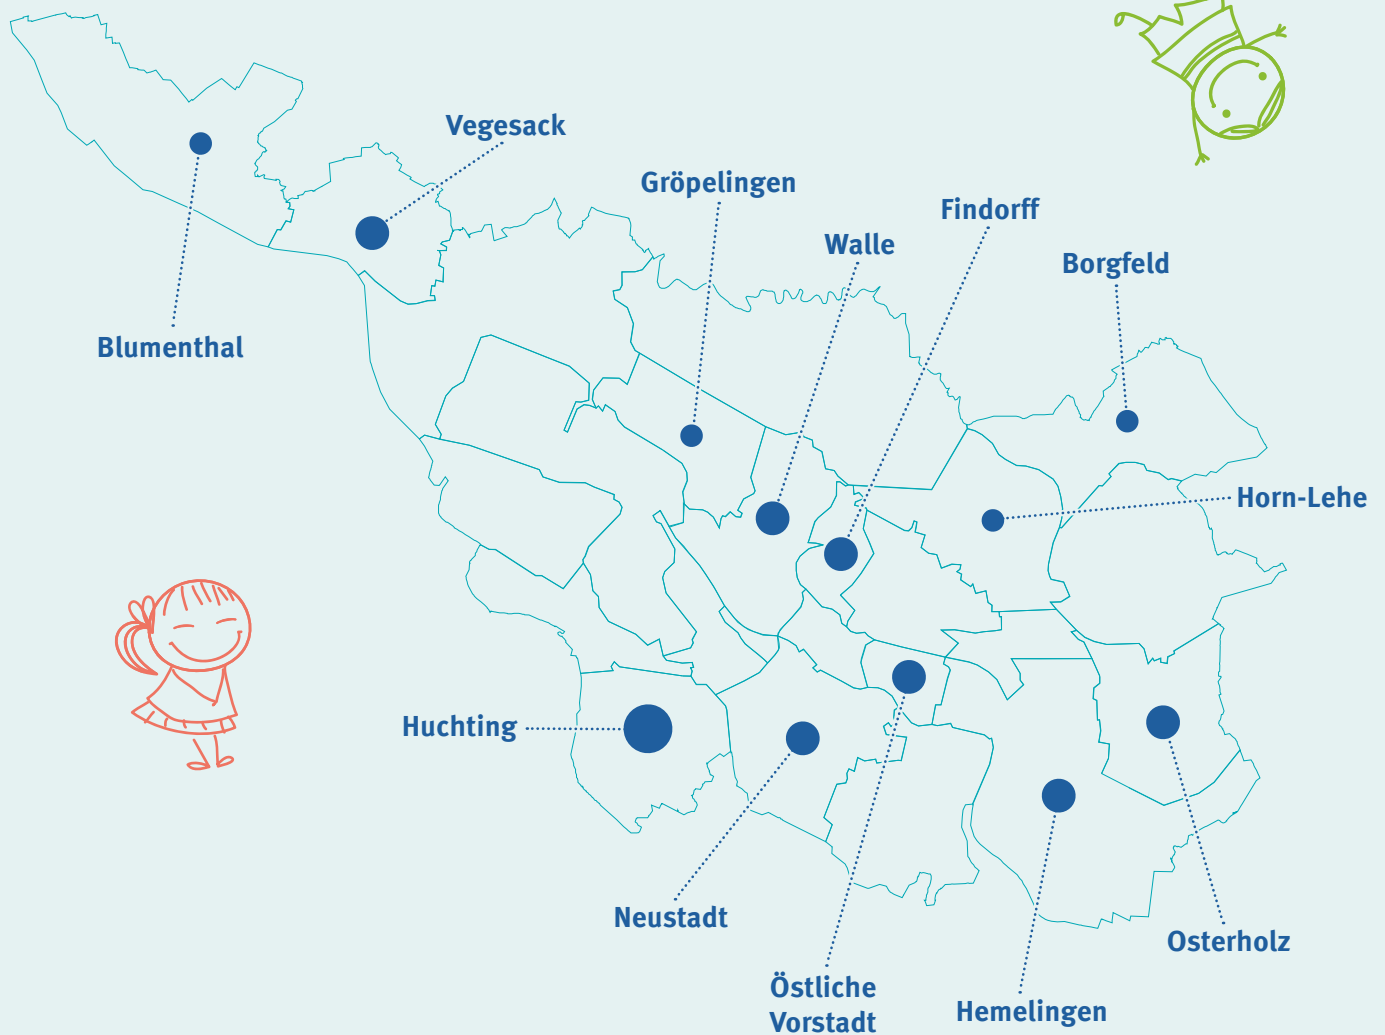 Vegesack
Gröpelingen
Findorff
Walle
Borgfeld
Blumenthal
Horn-Lehe
Huchting
Neustadt
Osterholz
Östliche
Vorstadt
Hemelingen